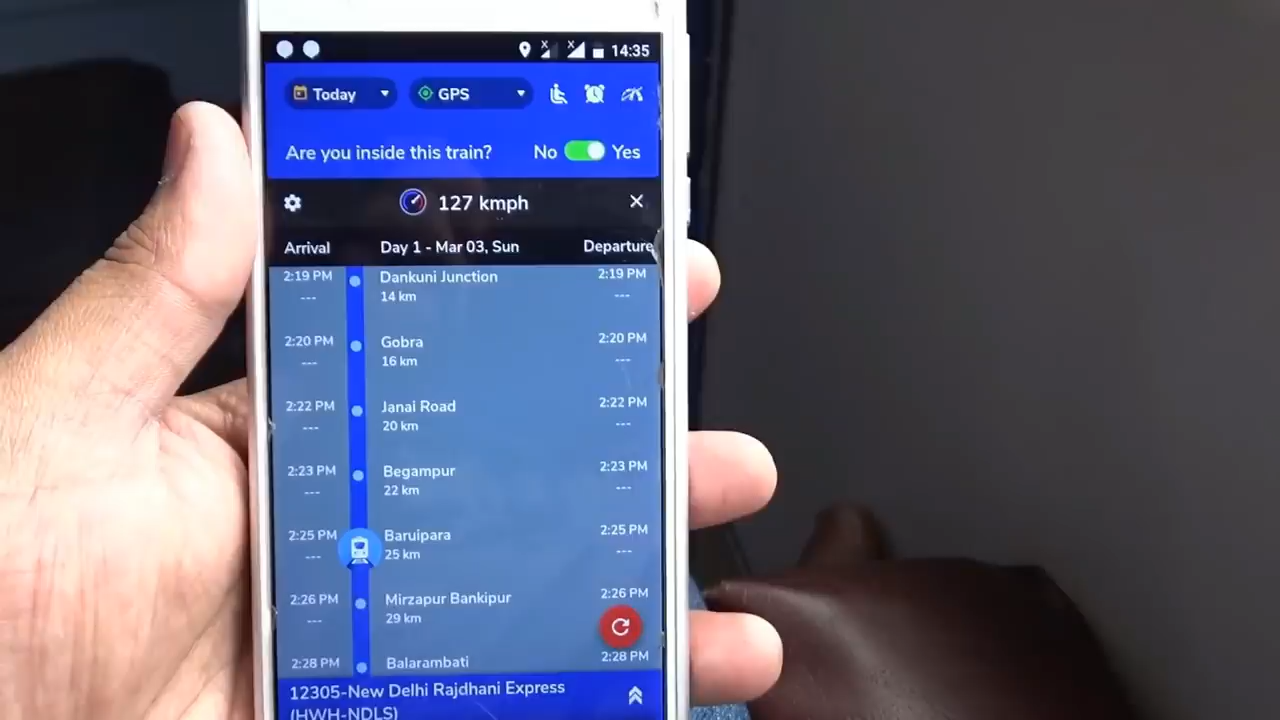 14:35
Today GPS
Are you inside this train? No Yes
127 kmph
Arrival Day 1 - Mar 03, Sun Departure
2:19 PM Dankuni Junction 2:19 PM
--- 14 km ---
2:20 PM Gobra 2:20 PM
--- 16 km ---
2:22 PM Janai Road 2:22 PM
--- 20 km ---
2:23 PM Begampur 2:23 PM
--- 22 km ---
2:25 PM Baruipara 2:25 PM
--- 25 km ---
2:26 PM Mirzapur Bankipur 2:26 PM
--- 29 km
2:28 PM Balarambati 2:28 PM
12305-New Delhi Rajdhani Express
(HWH-NDLS)